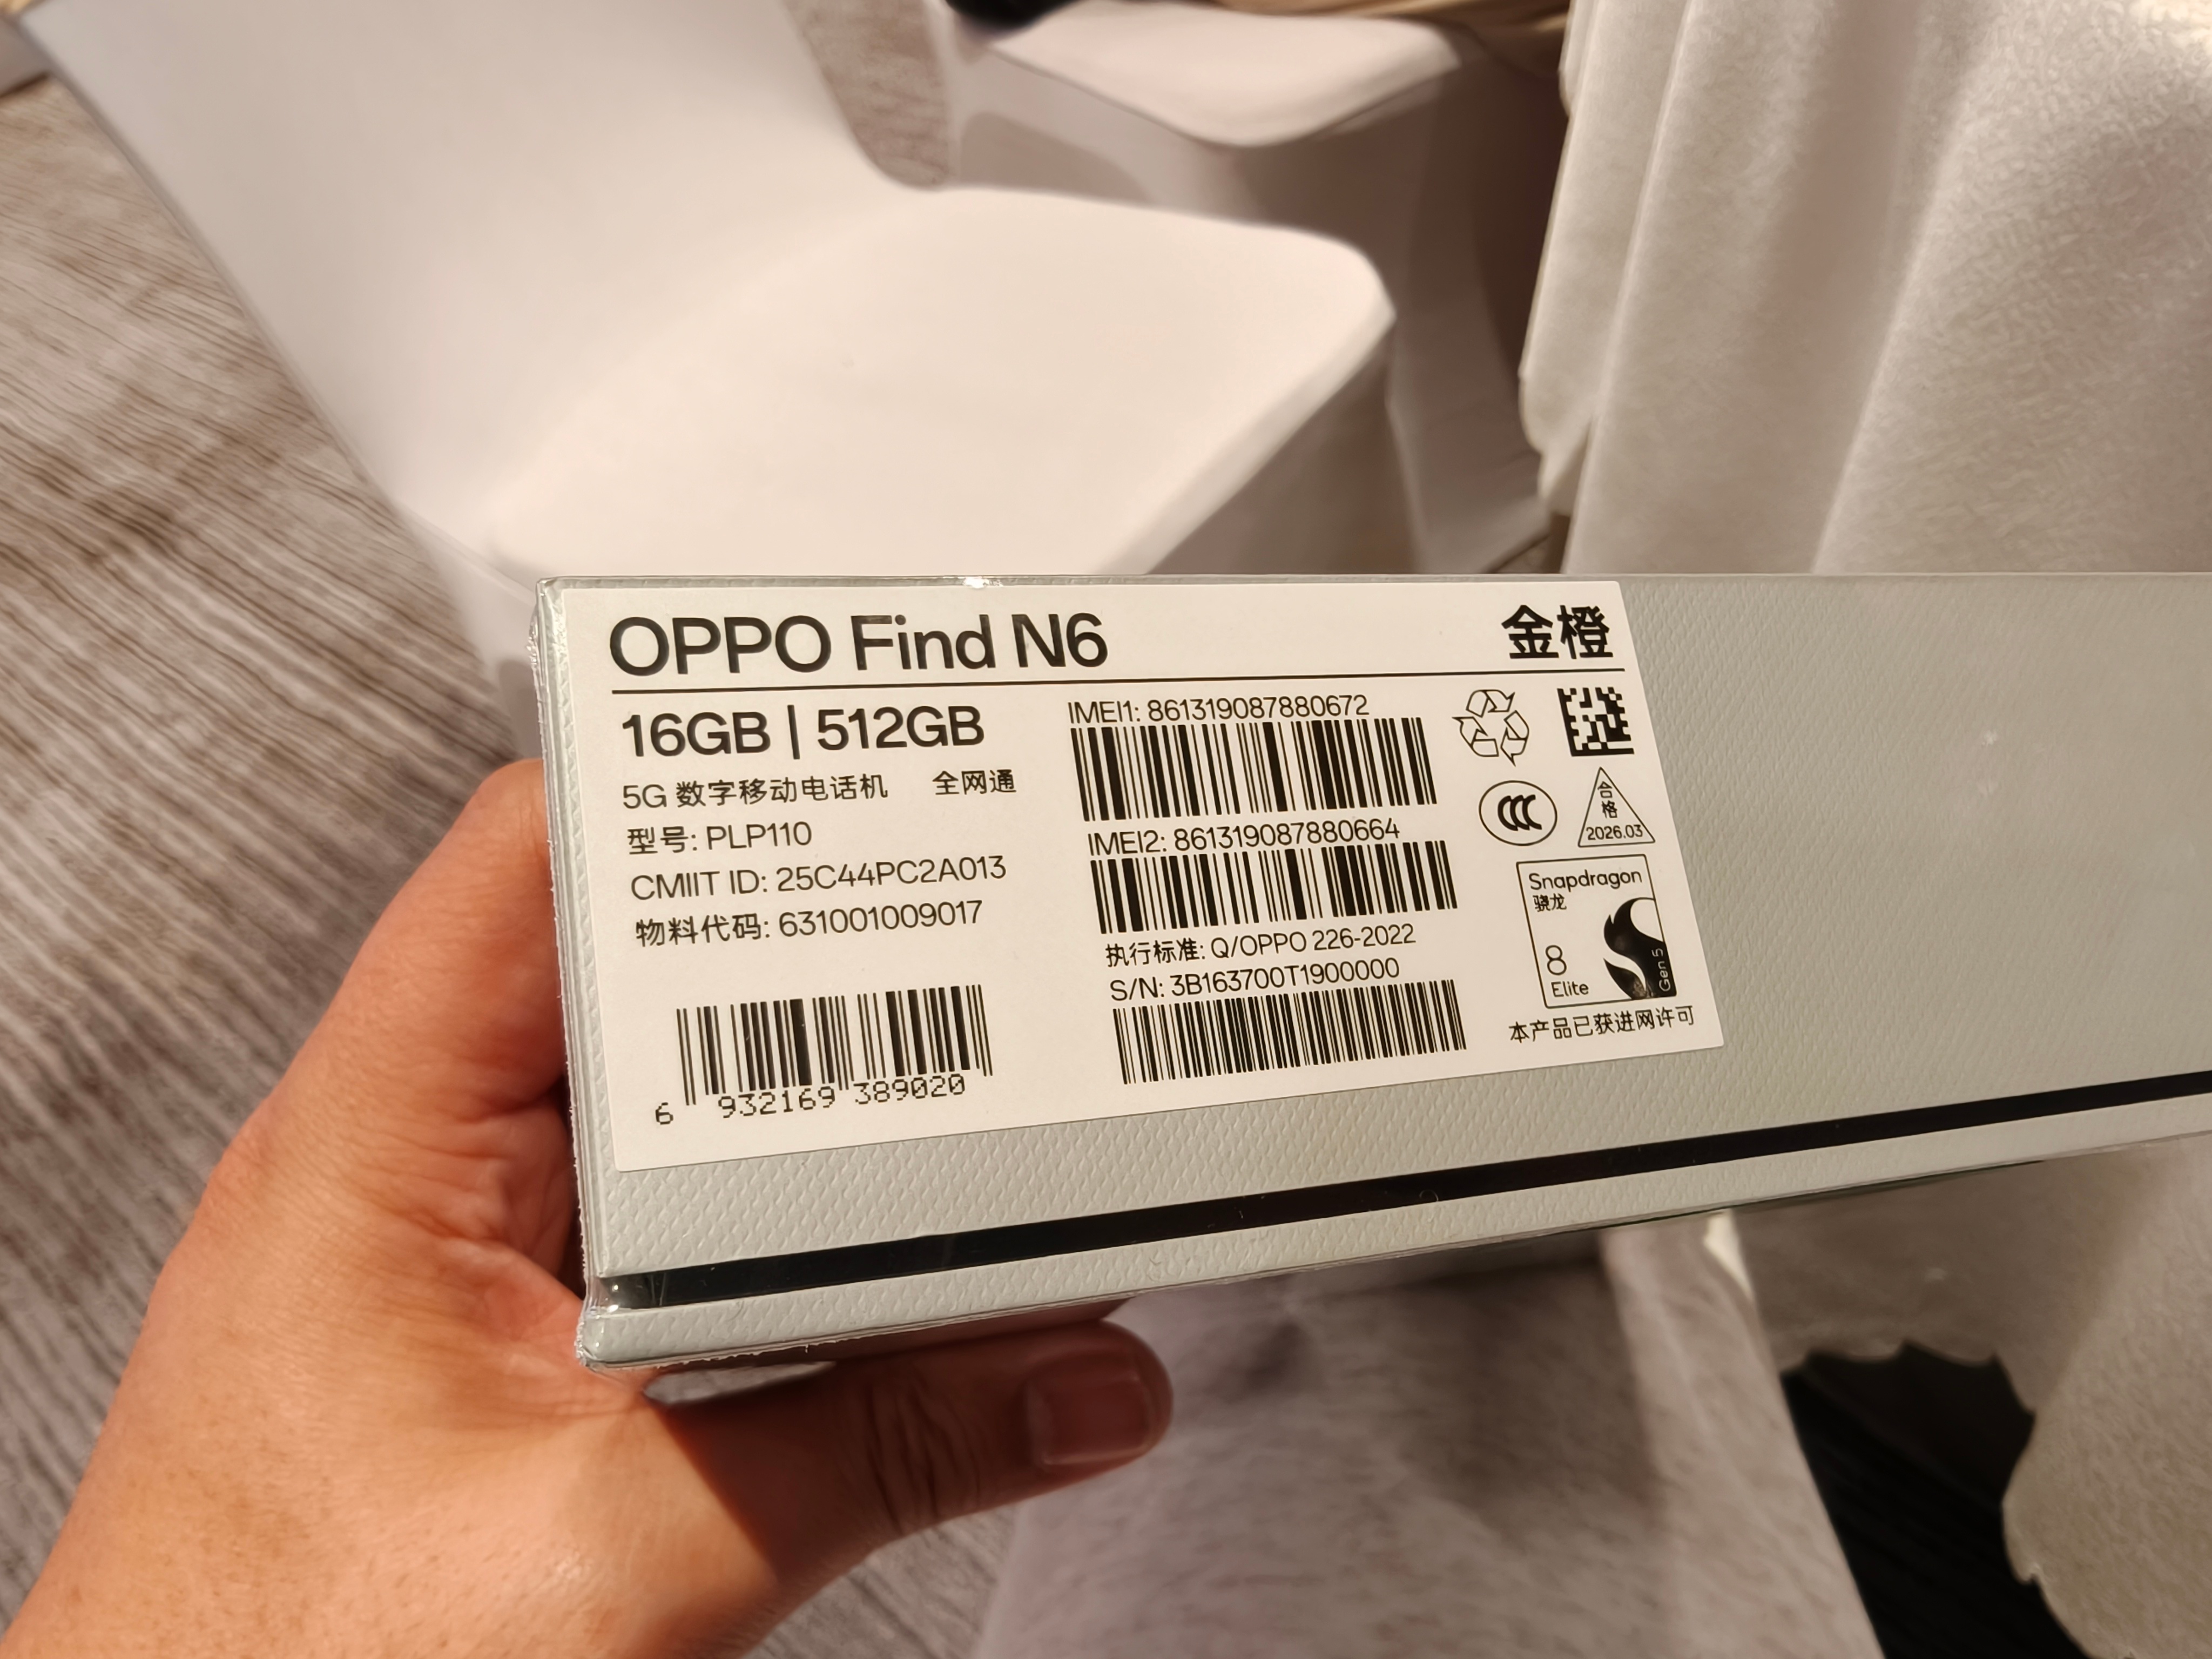 OPPO Find N6
金橙
16GB | 512GB
5G 数字移动电话机 全网通
型号: PLP110
CMIIT ID: 25C44PC2A013
物料代码: 631001009017
6 932169 389020
IMEI1: 861319087880672
IMEI2: 861319087880664
执行标准: Q/OPPO 226-2022
S/N: 3B163700T1900000
CCC
合格
2026.03
Snapdragon
骁龙
8
Elite
Gen 5
本产品已获进网许可